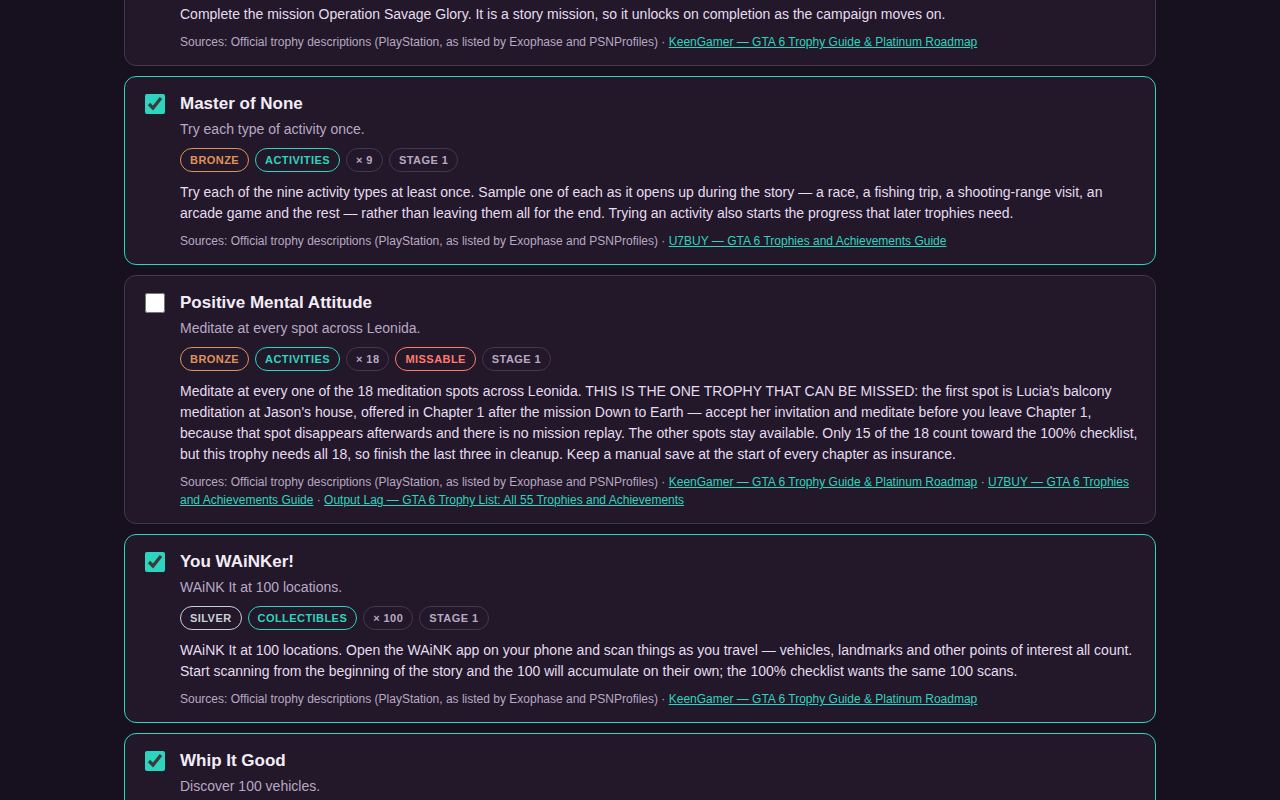 Complete the mission Operation Savage Glory. It is a story mission, so it unlocks on completion as the campaign moves on.
Sources: Official trophy descriptions (PlayStation, as listed by Exophase and PSNProfiles) · KeenGamer — GTA 6 Trophy Guide & Platinum Roadmap
Master of None
Try each type of activity once.
BRONZE ACTIVITIES × 9 STAGE 1
Try each of the nine activity types at least once. Sample one of each as it opens up during the story — a race, a fishing trip, a shooting-range visit, an
arcade game and the rest — rather than leaving them all for the end. Trying an activity also starts the progress that later trophies need.
Sources: Official trophy descriptions (PlayStation, as listed by Exophase and PSNProfiles) · U7BUY — GTA 6 Trophies and Achievements Guide
Positive Mental Attitude
Meditate at every spot across Leonida.
BRONZE ACTIVITIES × 18 MISSABLE STAGE 1
Meditate at every one of the 18 meditation spots across Leonida. THIS IS THE ONE TROPHY THAT CAN BE MISSED: the first spot is Lucia's balcony
meditation at Jason's house, offered in Chapter 1 after the mission Down to Earth — accept her invitation and meditate before you leave Chapter 1,
because that spot disappears afterwards and there is no mission replay. The other spots stay available. Only 15 of the 18 count toward the 100% checklist,
but this trophy needs all 18, so finish the last three in cleanup. Keep a manual save at the start of every chapter as insurance.
Sources: Official trophy descriptions (PlayStation, as listed by Exophase and PSNProfiles) · KeenGamer — GTA 6 Trophy Guide & Platinum Roadmap · U7BUY — GTA 6 Trophies
and Achievements Guide · Output Lag — GTA 6 Trophy List: All 55 Trophies and Achievements
You WAiNKer!
WAiNK It at 100 locations.
SILVER COLLECTIBLES × 100 STAGE 1
WAiNK It at 100 locations. Open the WAiNK app on your phone and scan things as you travel — vehicles, landmarks and other points of interest all count.
Start scanning from the beginning of the story and the 100 will accumulate on their own; the 100% checklist wants the same 100 scans.
Sources: Official trophy descriptions (PlayStation, as listed by Exophase and PSNProfiles) · KeenGamer — GTA 6 Trophy Guide & Platinum Roadmap
Whip It Good
Discover 100 vehicles.